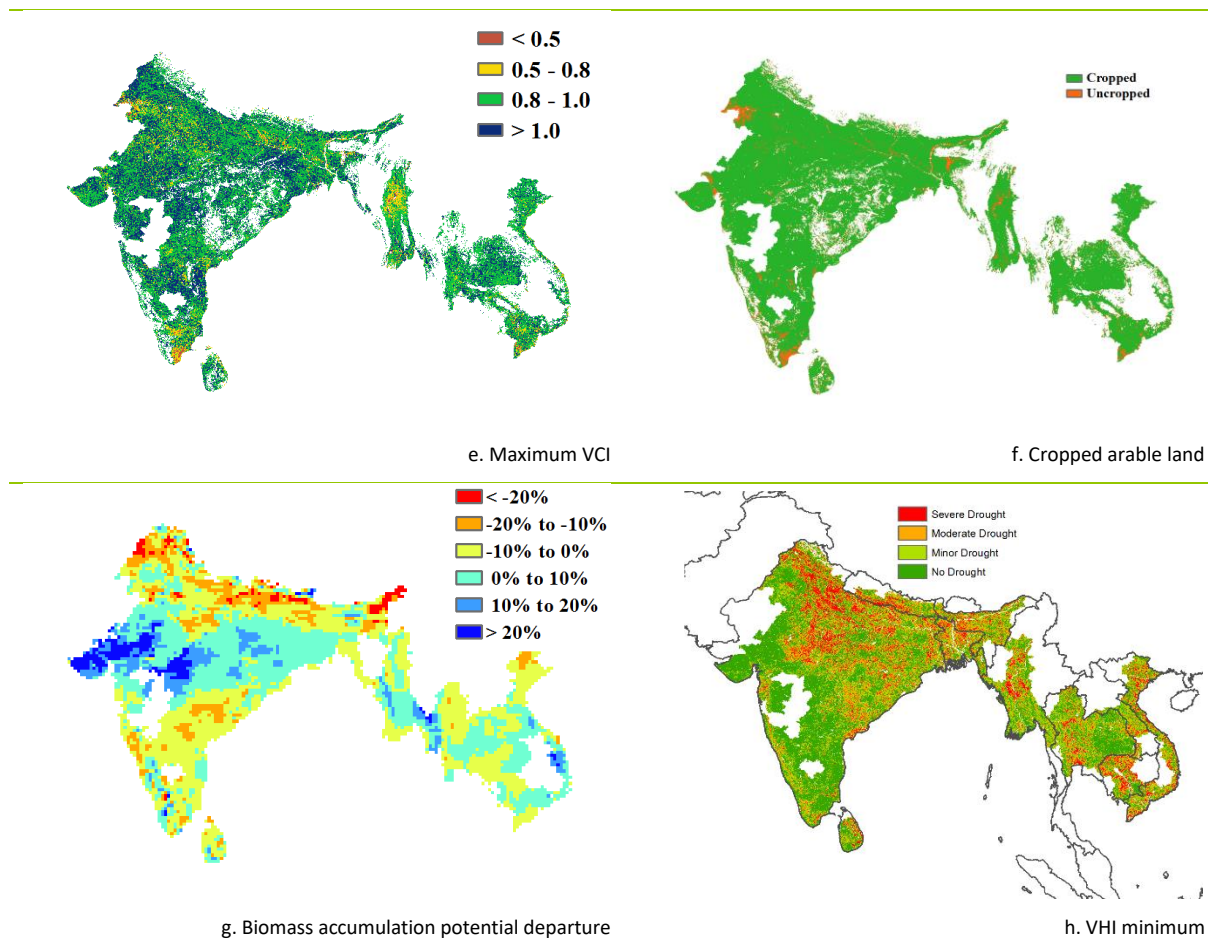 < 0.5
0.5 - 0.8
0.8 - 1.0
> 1.0
e. Maximum VCI
Cropped
Uncropped
f. Cropped arable land
< -20%
-20% to -10%
-10% to 0%
0% to 10%
10% to 20%
> 20%
g. Biomass accumulation potential departure
Severe Drought
Moderate Drought
Minor Drought
No Drought
h. VHI minimum